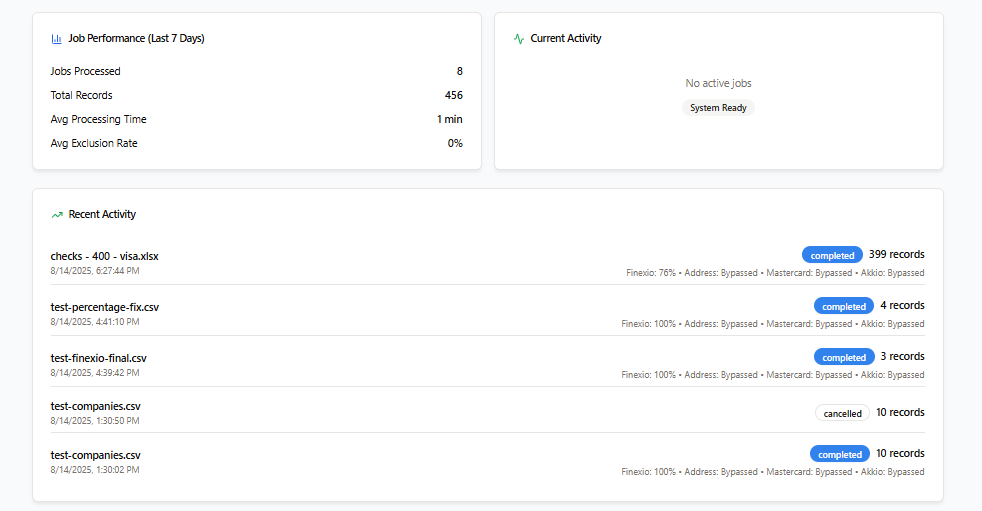 Job Performance (Last 7 Days)
Jobs Processed 8
Total Records 456
Avg Processing Time 1 min
Avg Exclusion Rate 0%
Current Activity
No active jobs
System Ready
Recent Activity
checks - 400 - visa.xlsx completed 399 records
8/14/2025, 6:27:44 PM Finexio: 76% • Address: Bypassed • Mastercard: Bypassed • Akkio: Bypassed
test-percentage-fix.csv completed 4 records
8/14/2025, 4:41:10 PM Finexio: 100% • Address: Bypassed • Mastercard: Bypassed • Akkio: Bypassed
test-finexio-final.csv completed 3 records
8/14/2025, 4:39:42 PM Finexio: 100% • Address: Bypassed • Mastercard: Bypassed • Akkio: Bypassed
test-companies.csv cancelled 10 records
8/14/2025, 1:30:50 PM
test-companies.csv completed 10 records
8/14/2025, 1:30:02 PM Finexio: 100% • Address: Bypassed • Mastercard: Bypassed • Akkio: Bypassed